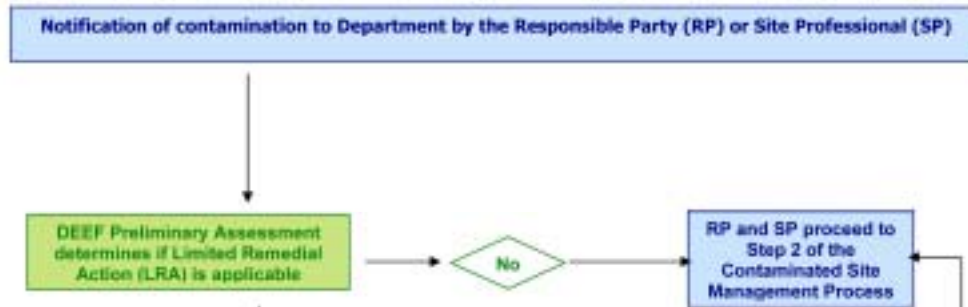 Notification of contamination to Department by the Responsible Party (RP) or Site Professional (SP)
DEEF Preliminary Assessment
determines if Limited Remedial
Action (LRA) is applicable
No
RP and SP proceed to
Step 2 of the
Contaminated Site
Management Process